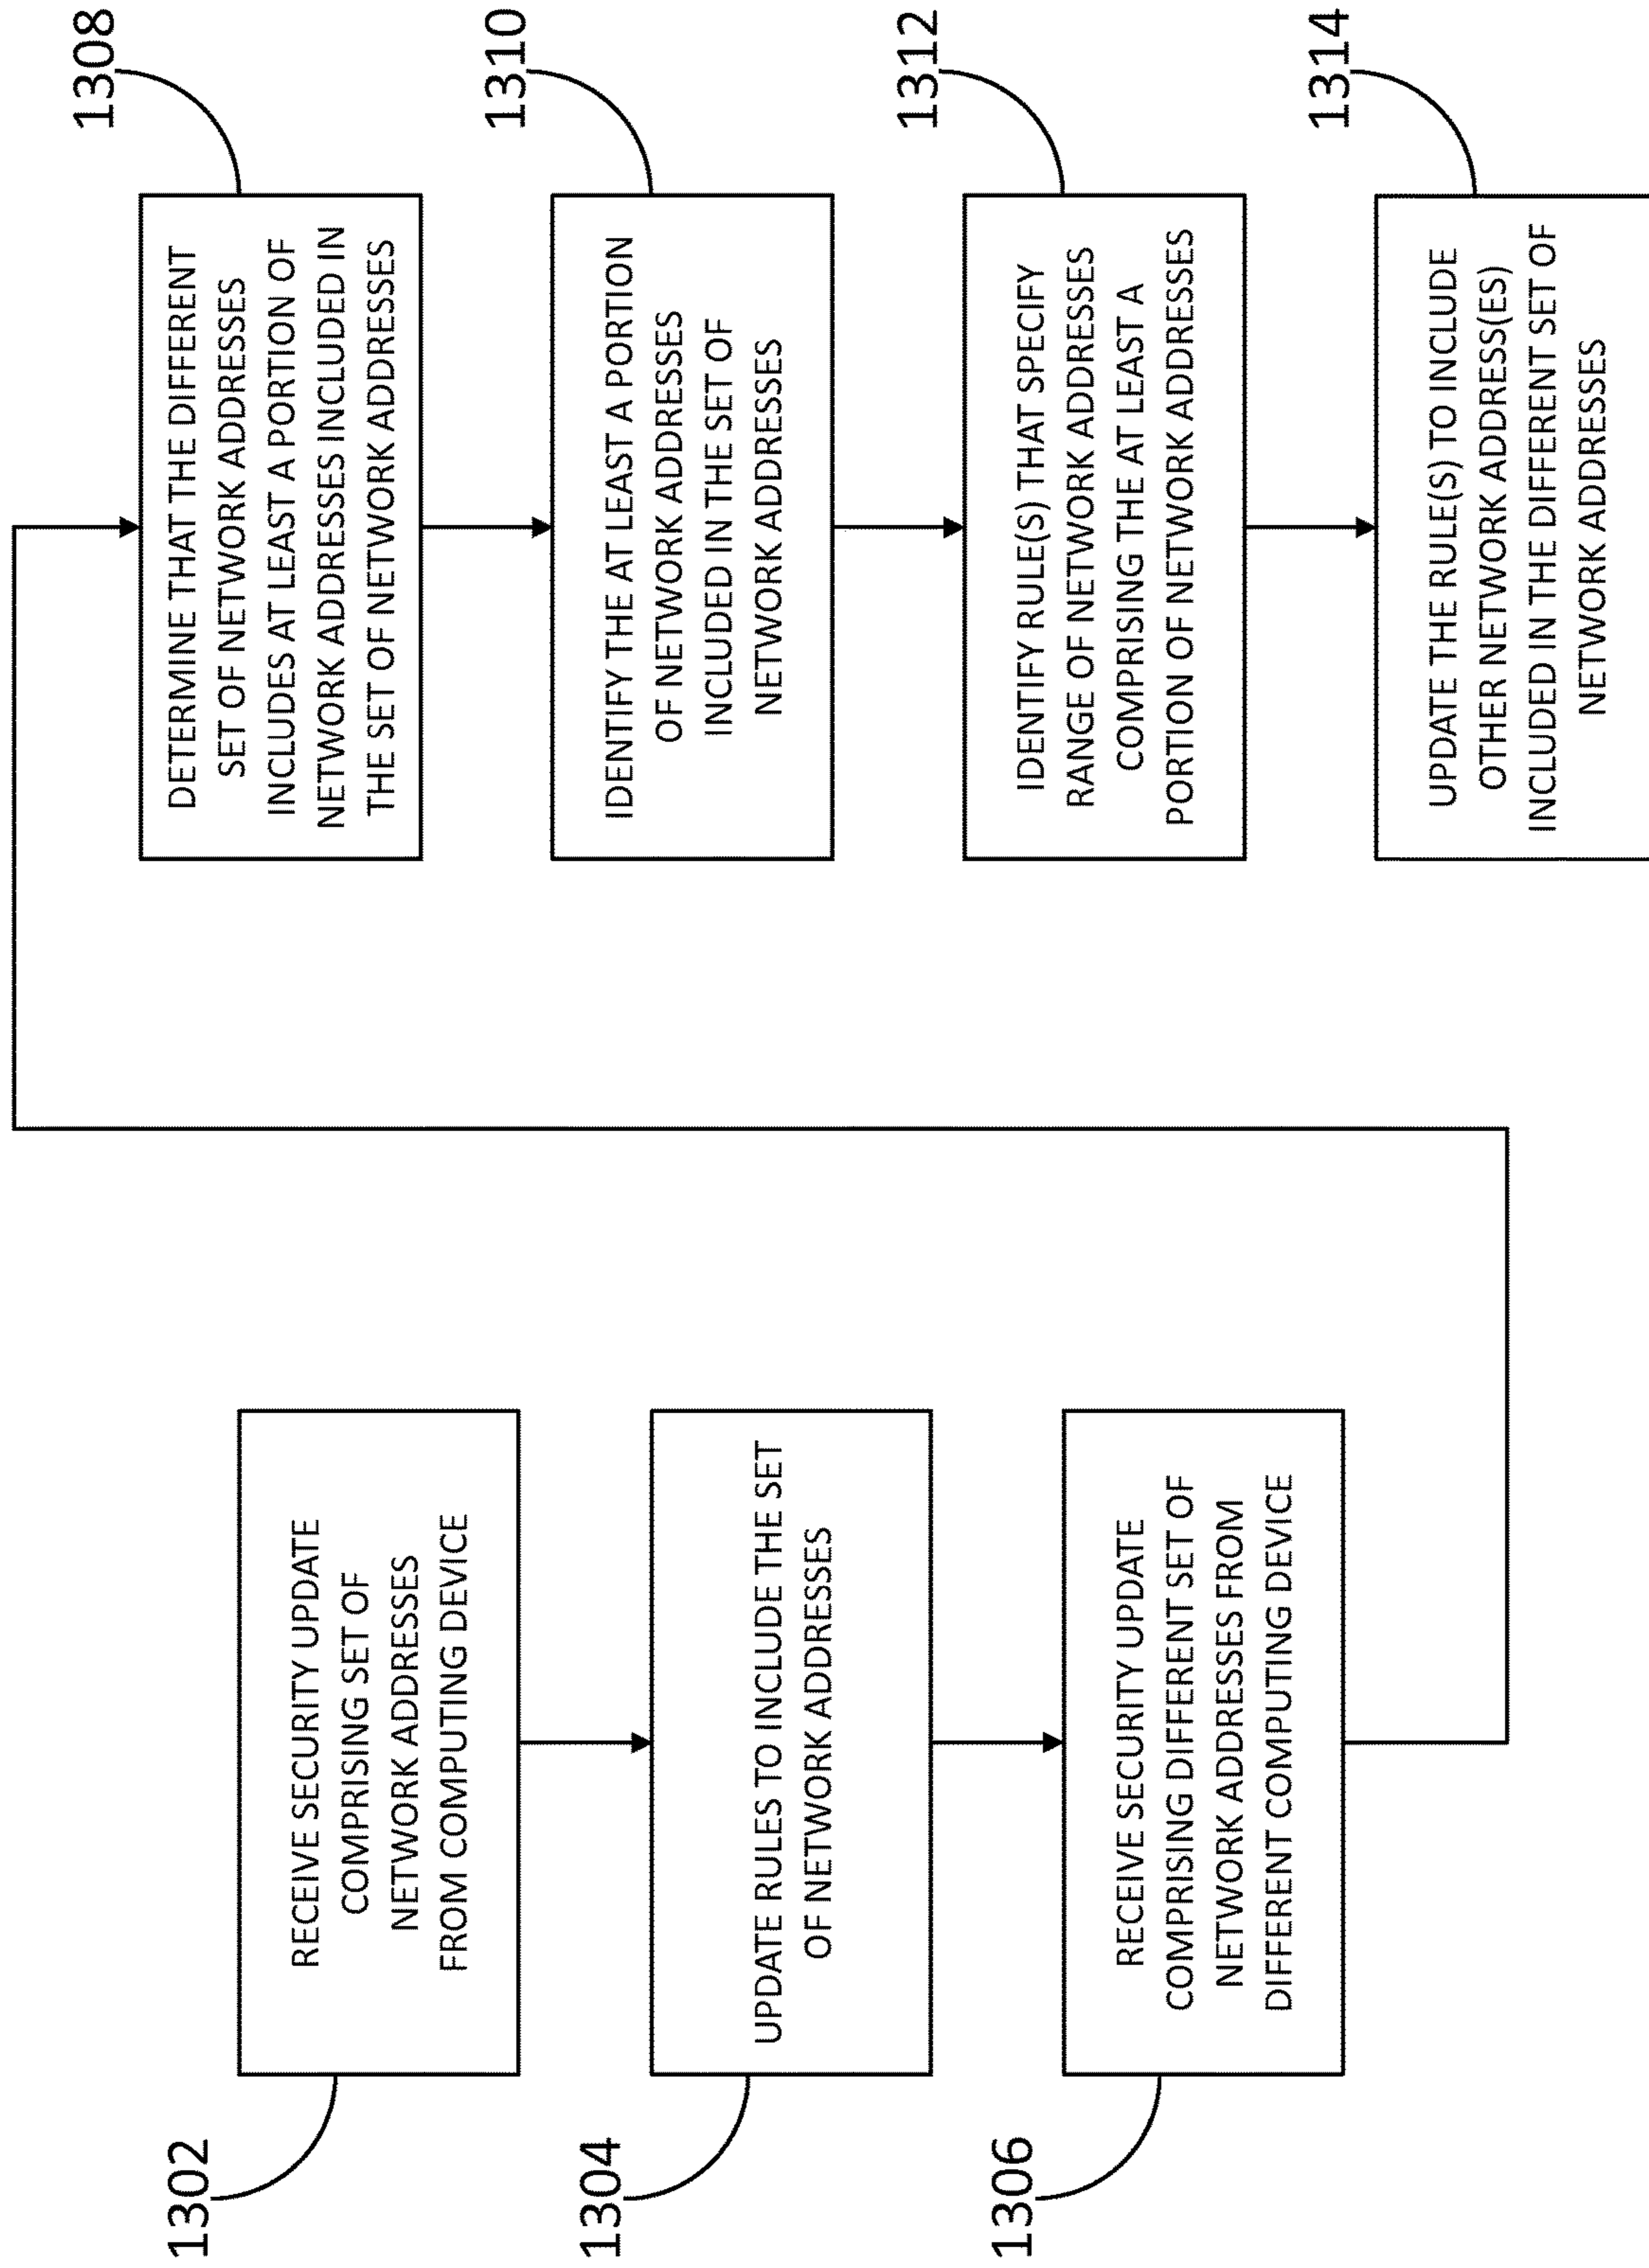 1302
RECEIVE SECURITY UPDATE
COMPRISING SET OF
NETWORK ADDRESSES
FROM COMPUTING DEVICE
1304
UPDATE RULES TO INCLUDE THE SET
OF NETWORK ADDRESSES
1306
RECEIVE SECURITY UPDATE
COMPRISING DIFFERENT SET OF
NETWORK ADDRESSES FROM
DIFFERENT COMPUTING DEVICE
1308
DETERMINE THAT THE DIFFERENT
SET OF NETWORK ADDRESSES
INCLUDES AT LEAST A PORTION OF
NETWORK ADDRESSES INCLUDED IN
THE SET OF NETWORK ADDRESSES
1310
IDENTIFY THE AT LEAST A PORTION
OF NETWORK ADDRESSES
INCLUDED IN THE SET OF
NETWORK ADDRESSES
1312
IDENTIFY RULE(S) THAT SPECIFY
RANGE OF NETWORK ADDRESSES
COMPRISING THE AT LEAST A
PORTION OF NETWORK ADDRESSES
1314
UPDATE THE RULE(S) TO INCLUDE
OTHER NETWORK ADDRESS(ES)
INCLUDED IN THE DIFFERENT SET OF
NETWORK ADDRESSES